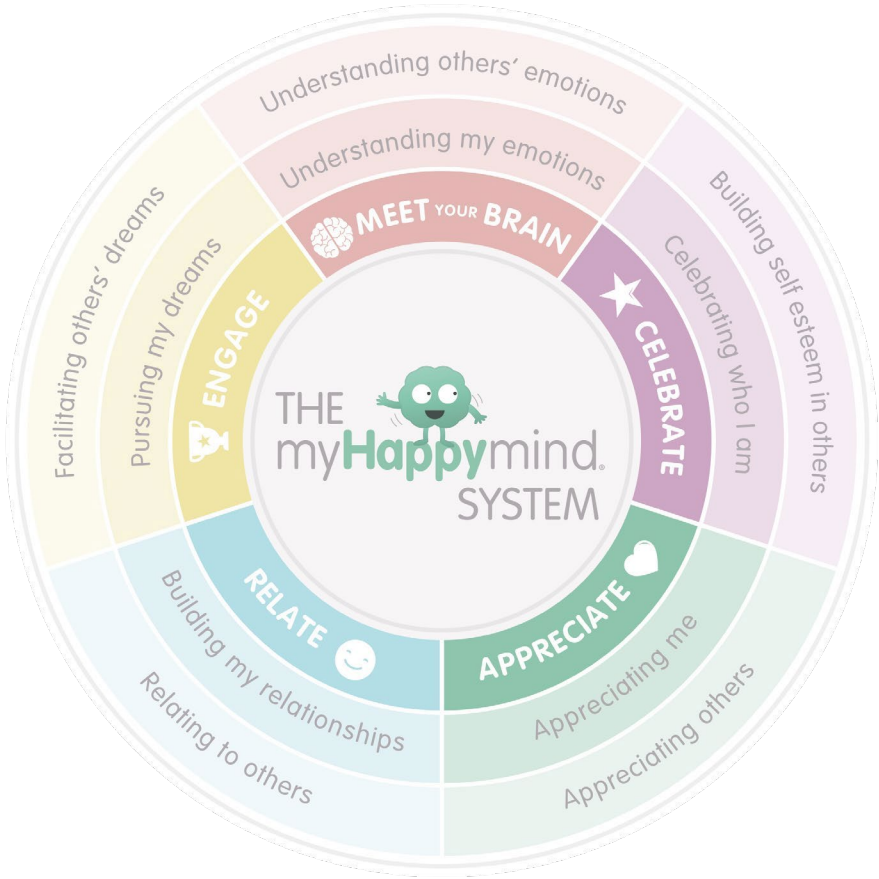 Understanding others' emotions
Understanding my emotions
MEET YOUR BRAIN
Building self esteem in others
Celebrating who I am
CELEBRATE
Appreciating others
Appreciating me
APPRECIATE
Relating to others
Building my relationships
RELATE
Facilitating others' dreams
Pursuing my dreams
ENGAGE
THE
myHappymind®
SYSTEM